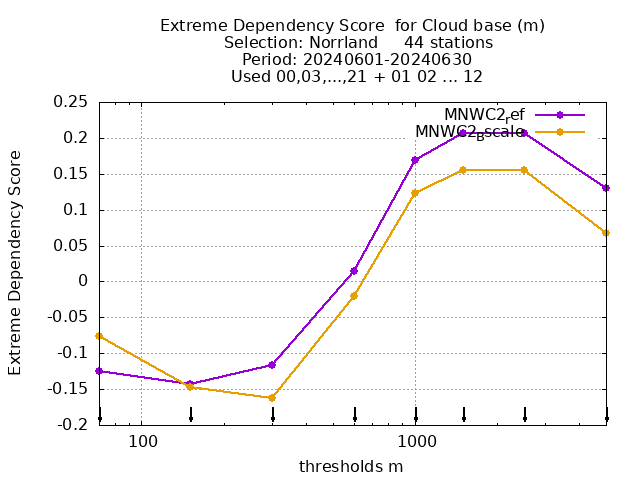 Extreme Dependency Score  for Cloud base (m)
Selection: Norrland     44 stations
Period: 20240601-20240630
Used 00,03,...,21 + 01 02 ... 12
MNWC2ref
MNWC2Bscale
Extreme Dependency Score
0.25
0.2
0.15
0.1
0.05
0
-0.05
-0.1
-0.15
-0.2
100
1000
thresholds m